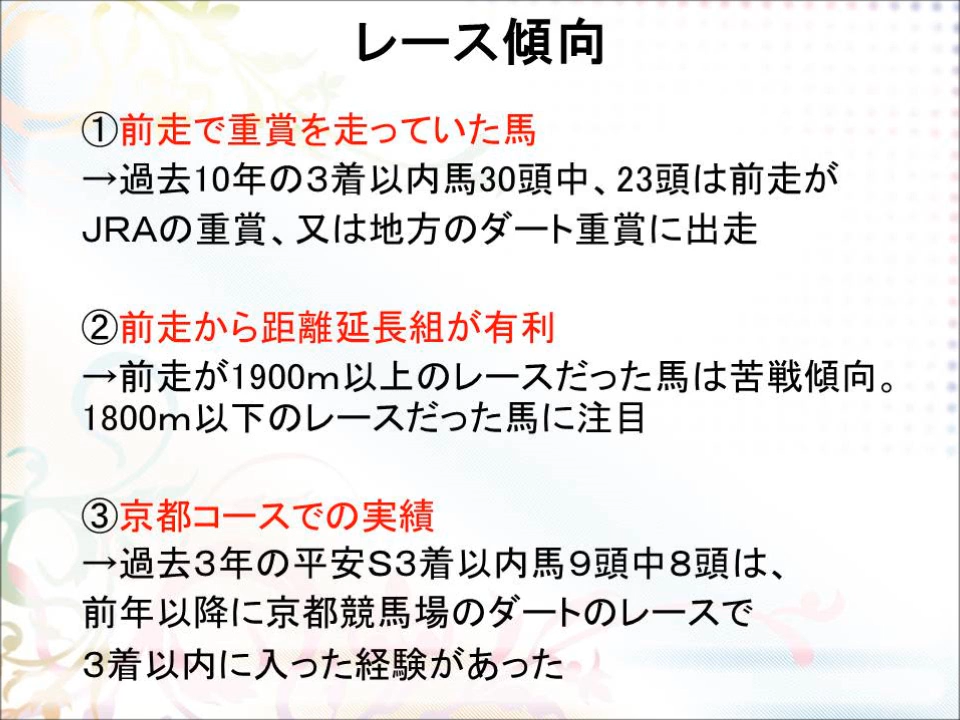 レース傾向
①前走で重賞を走っていた馬
→過去10年の３着以内馬30頭中、23頭は前走が
ＪＲＡの重賞、又は地方のダート重賞に出走
②前走から距離延長組が有利
→前走が1900ｍ以上のレースだった馬は苦戦傾向。
1800ｍ以下のレースだった馬に注目
③京都コースでの実績
→過去３年の平安Ｓ３着以内馬９頭中８頭は、
前年以降に京都競馬場のダートのレースで
３着以内に入った経験があった